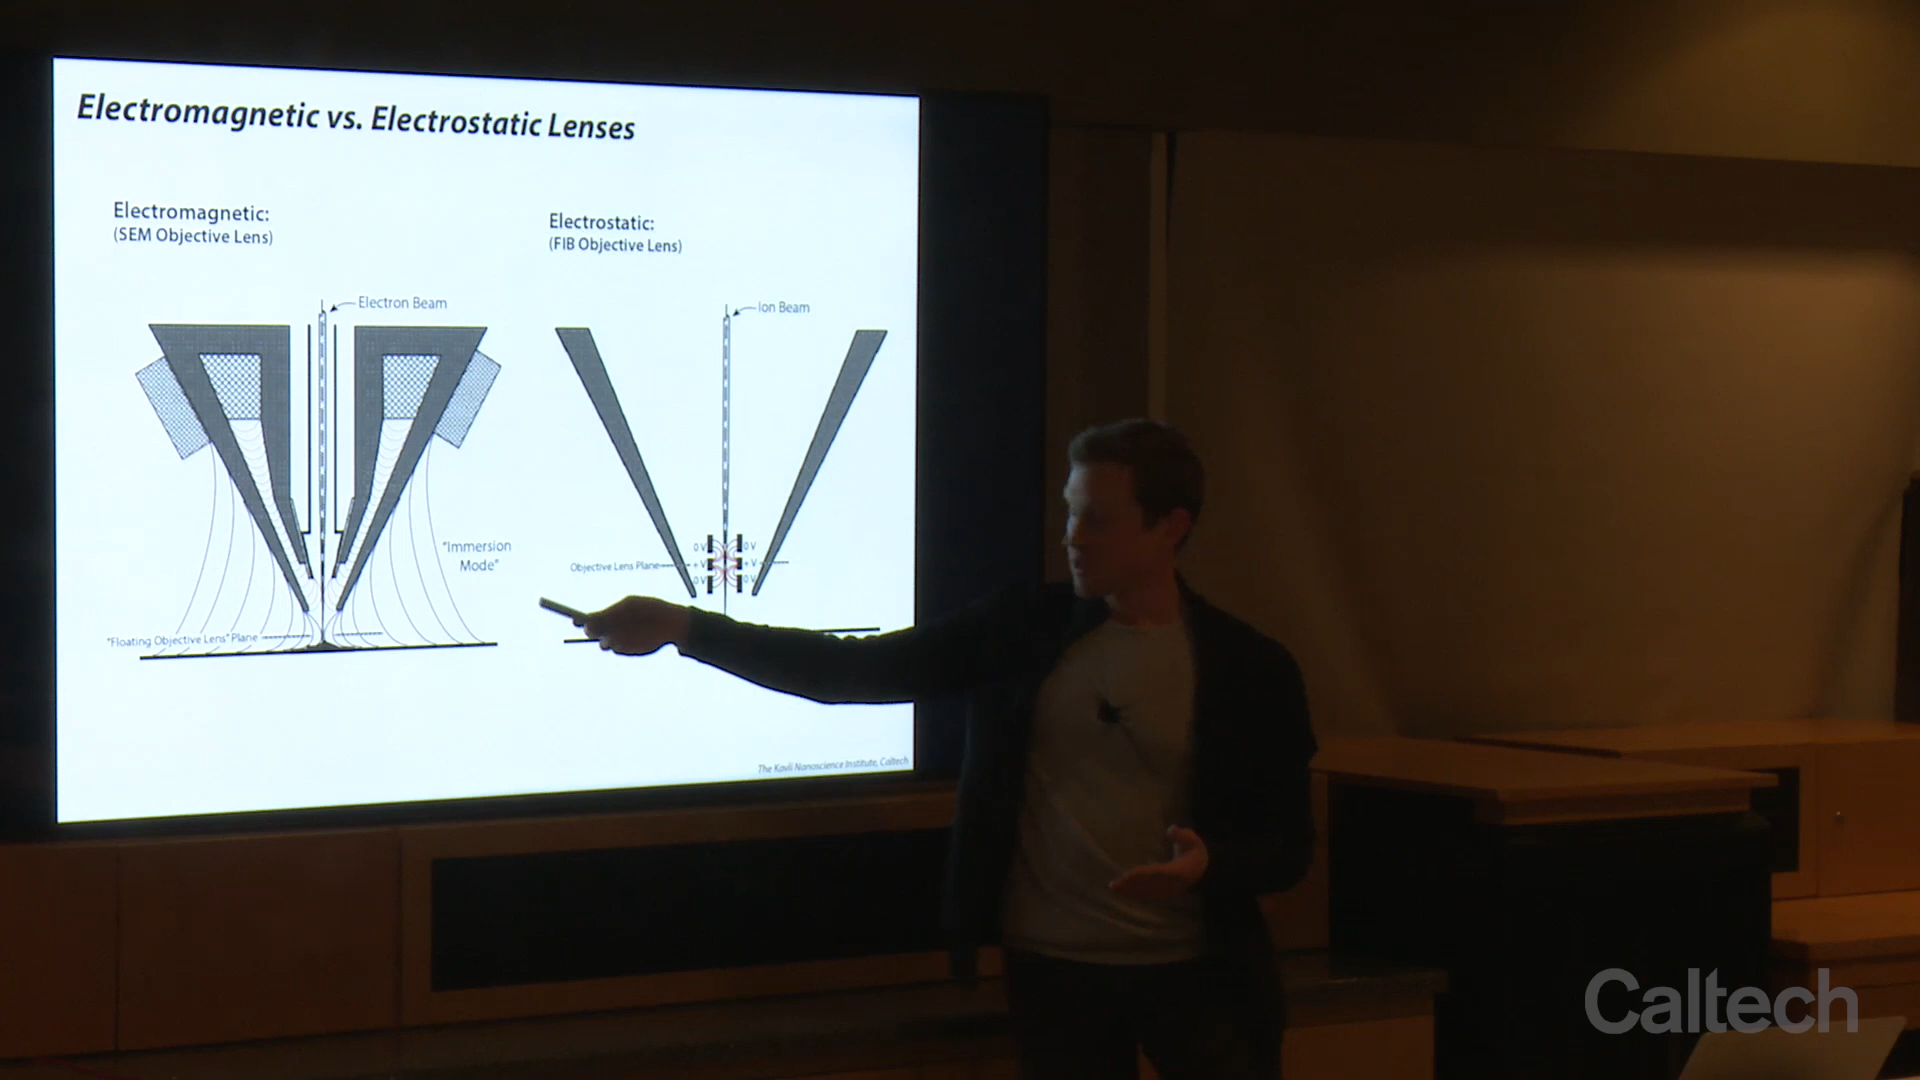 Electromagnetic vs. Electrostatic Lenses
Electromagnetic:
(SEM Objective Lens)
Electron Beam
"Immersion
Mode"
"Floating Objective Lens" Plane
Electrostatic:
(FIB Objective Lens)
Ion Beam
0 V
0 V
Objective Lens Plane
+ V
+ V
0 V
0 V
The Kavli Nanoscience Institute, Caltech
Caltech